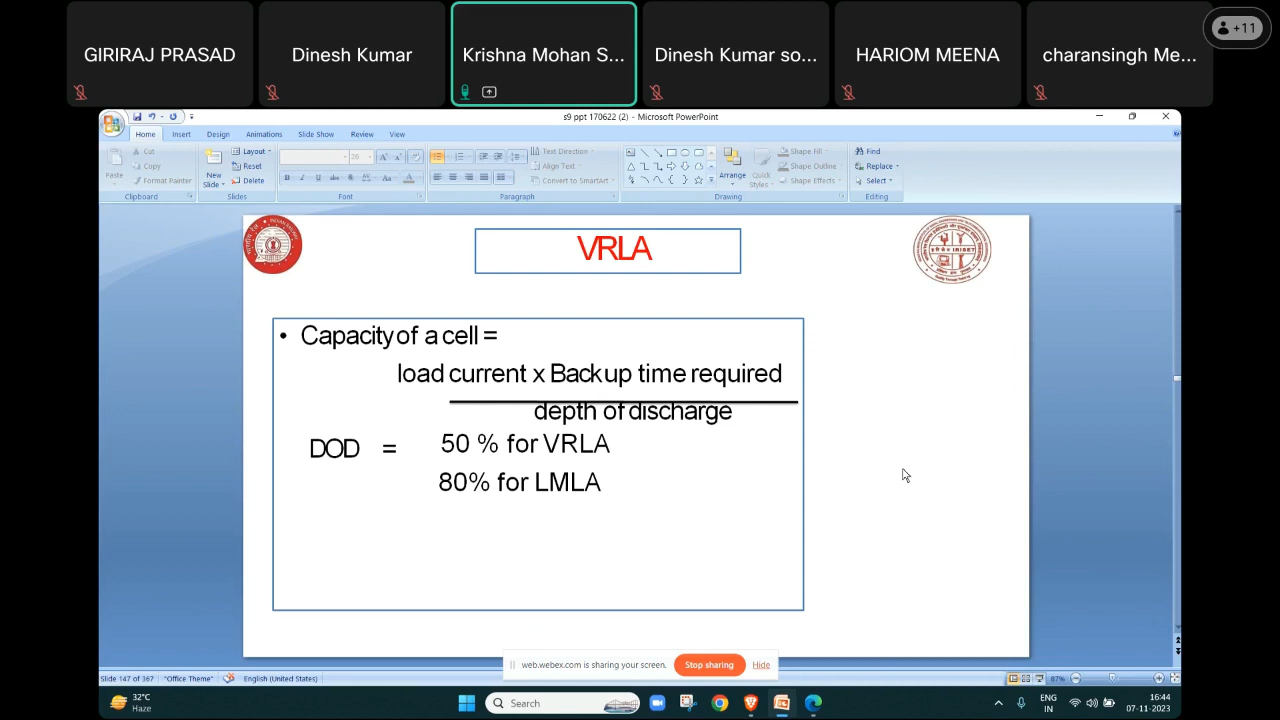 GIRIRAJ PRASAD
Dinesh Kumar
Krishna Mohan S...
Dinesh Kumar so...
HARIOM MEENA
charansingh Me...
+11
s9 ppt 170622 (2) - Microsoft PowerPoint
Home Insert Design Animations Slide Show Review View
Paste
Cut
Copy
Format Painter
Clipboard
New Slide
Layout
Reset
Delete
Slides
26
Font
Text Direction
Align Text
Convert to SmartArt
Paragraph
Arrange
Quick Styles
Shape Fill
Shape Outline
Shape Effects
Drawing
Find
Replace
Select
Editing
VRLA
• Capacity of a cell =
load current x Backup time required
depth of discharge
DOD = 50 % for VRLA
80% for LMLA
web.webex.com is sharing your screen. Stop sharing Hide
Slide 147 of 367 "Office Theme" English (United States) 87%
32°C
Haze
Search
ENG
IN
16:44
07-11-2023